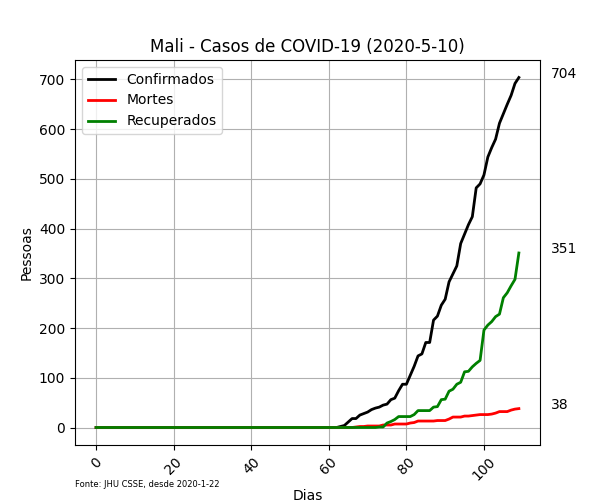 Mali - Casos de COVID-19 (2020-5-10)
Confirmados
Mortes
Recuperados
704
351
38
Pessoas
700
600
500
400
300
200
100
0
0 20 40 60 80 100
Fonte: JHU CSSE, desde 2020-1-22
Dias